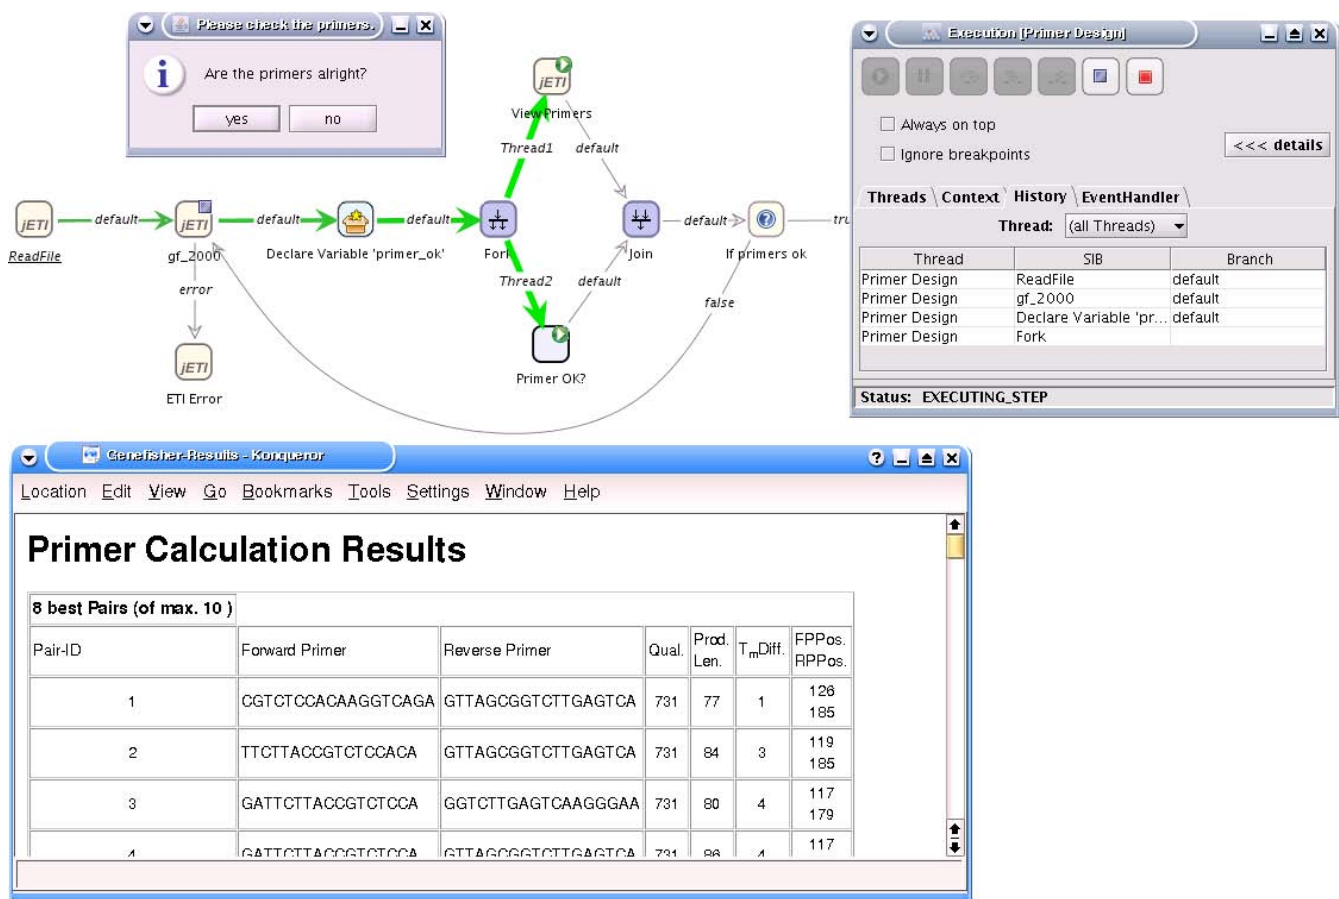 Please check the primers.
Are the primers alright?
yes no
jETI
View Primers
Thread1 default
jETI default jETI default default default tru
ReadFile gf_2000 Declare Variable 'primer_ok' Fork Join If primers ok
error Thread2 default false
jETI
ETI Error
Primer OK?
Execution [Primer Design]
Always on top
Ignore breakpoints
<<< details
Threads Context History EventHandler
Thread: (all Threads)
Thread SIB Branch
Primer Design ReadFile default
Primer Design gf_2000 default
Primer Design Declare Variable 'pr... default
Primer Design Fork
Status: EXECUTING_STEP
Genefisher-Results - Konqueror
Location Edit View Go Bookmarks Tools Settings Window Help
Primer Calculation Results
8 best Pairs (of max. 10 )
Pair-ID Forward Primer Reverse Primer Qual. Prod. Len. TmDiff. FPPos. RPPos.
1 CGTCTCCACAAGGTCAGA GTTAGCGGTCTTGAGTCA 731 77 1 126 185
2 TTCTTACCGTCTCCACA GTTAGCGGTCTTGAGTCA 731 84 3 119 185
3 GATTCTTACCGTCTCCA GGTCTTGAGTCAAGGGAA 731 80 4 117 179
4 GATTCTTACCGTCTCCA GTTAGCGGTCTTGAGTCA 731 86 4 117